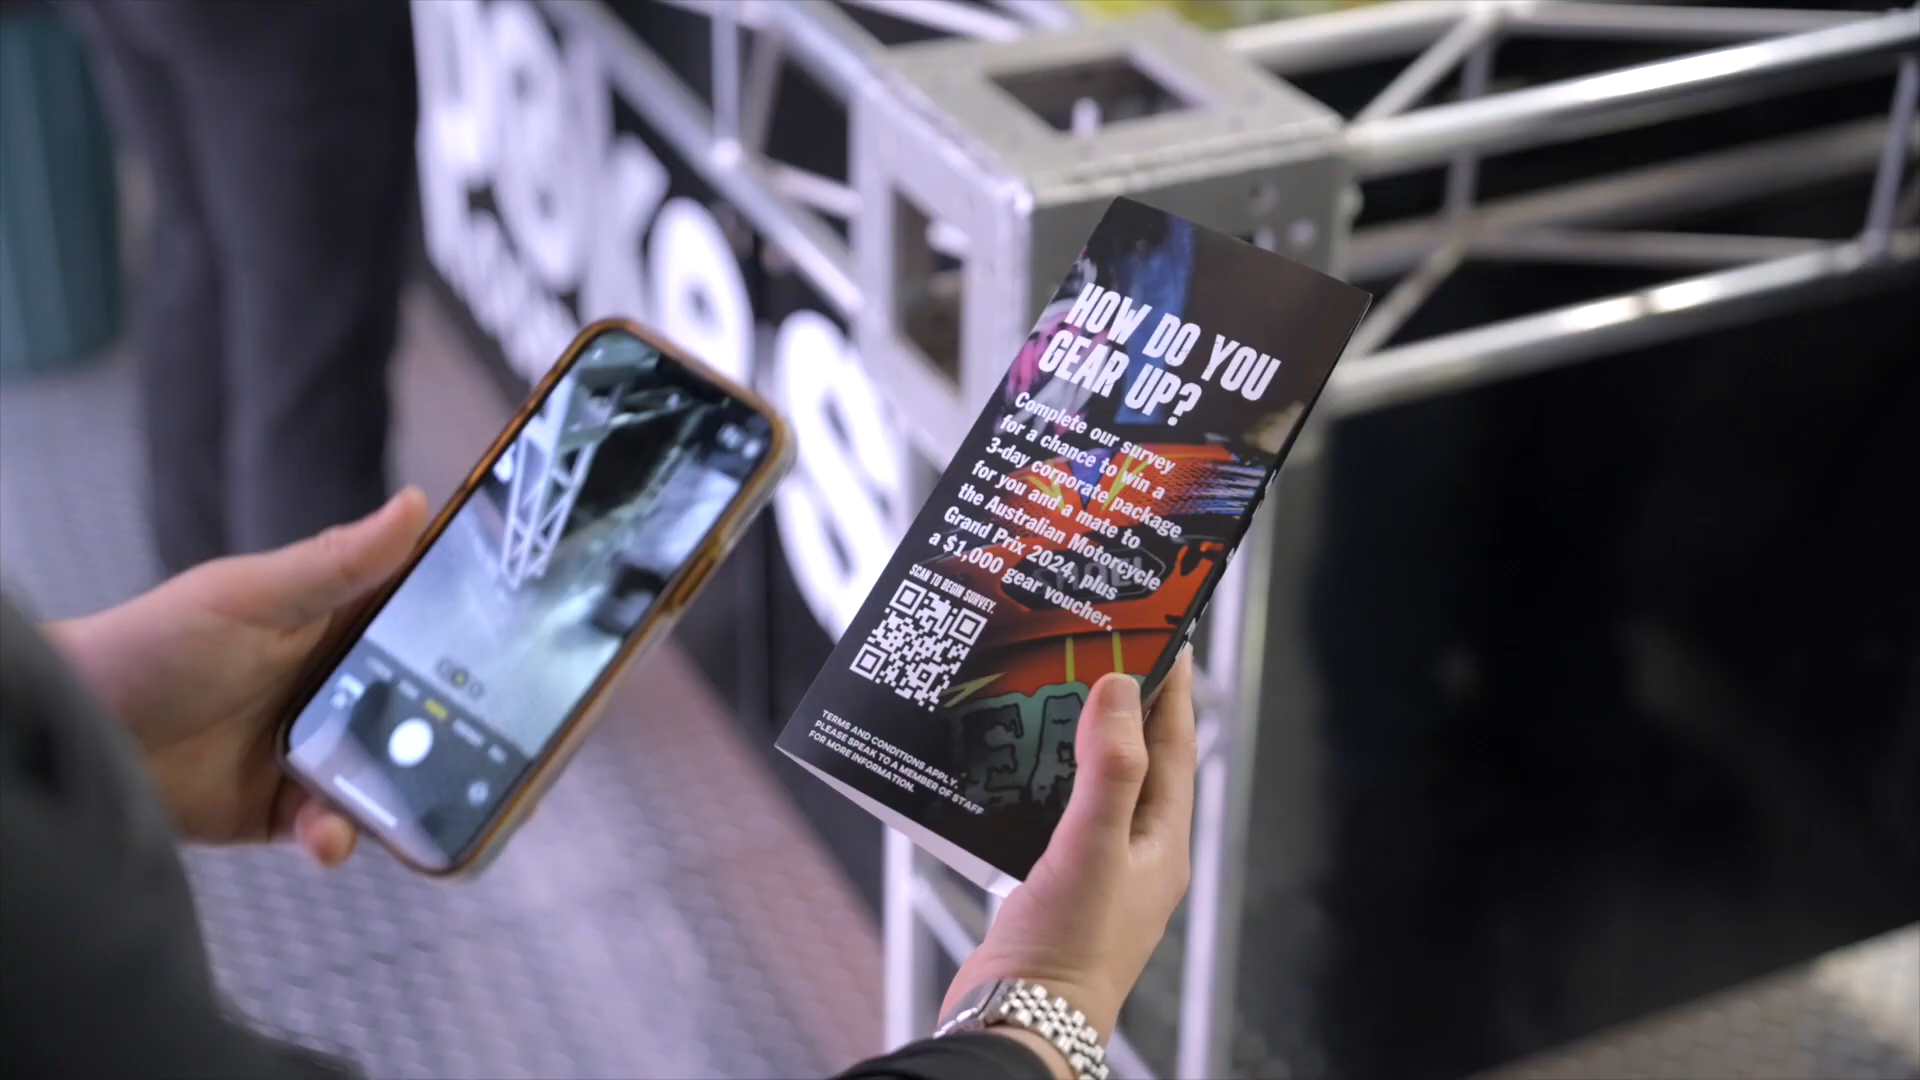 HOW DO YOU
GEAR UP?
Complete our survey
for a chance to win a
3-day corporate package
for you and a mate to
the Australian Motorcycle
Grand Prix 2024, plus
a $1,000 gear voucher.
SCAN TO BEGIN SURVEY.
TERMS AND CONDITIONS APPLY.
PLEASE SPEAK TO A MEMBER OF STAFF
FOR MORE INFORMATION.